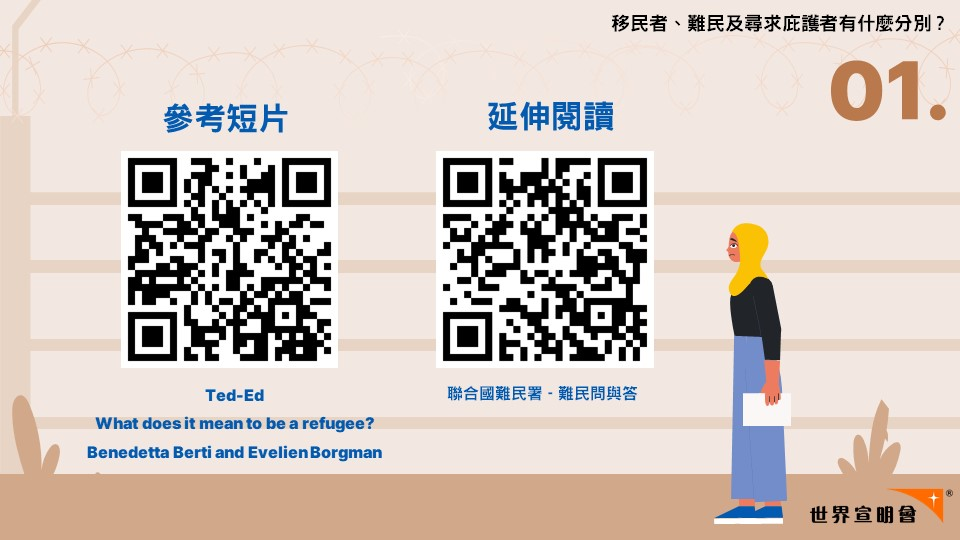 移民者、難民及尋求庇護者有什麼分別？
01.
參考短片
Ted-Ed
What does it mean to be a refugee?
Benedetta Berti and Evelien Borgman
延伸閱讀
聯合國難民署 - 難民問與答
世界宣明會®